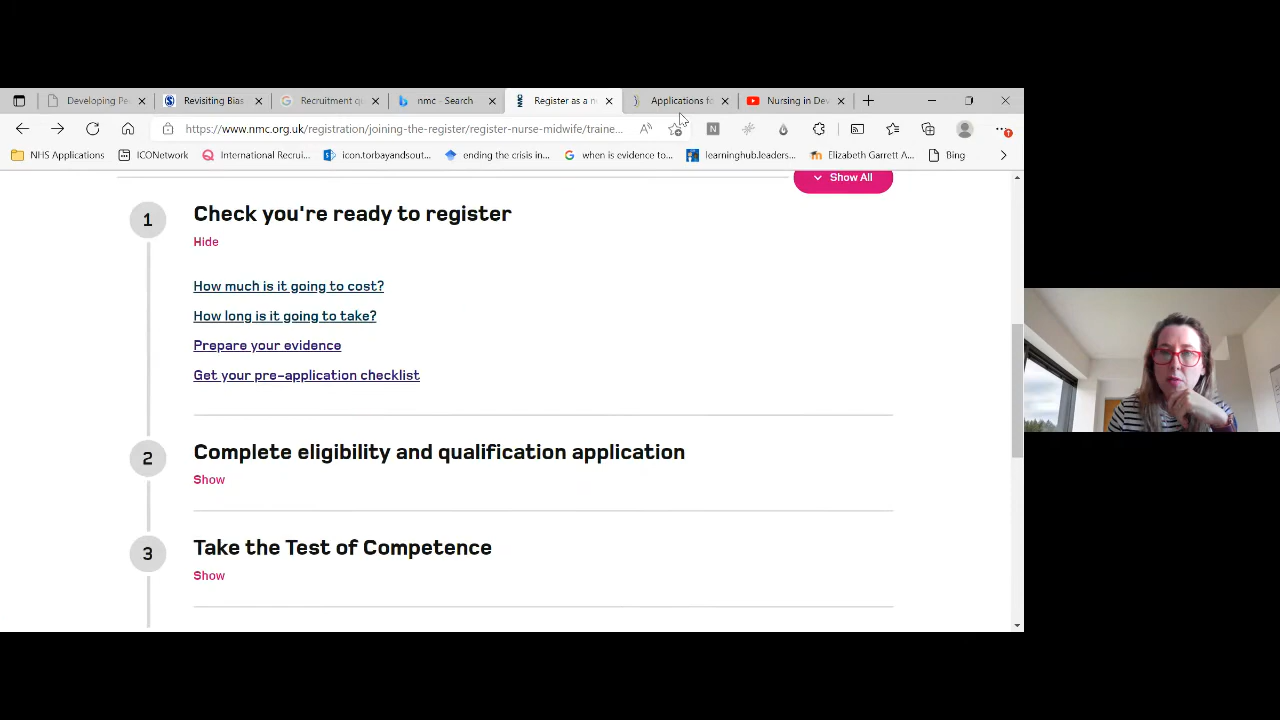 Developing Pe
Revisiting Bias
Recruitment q
nmc - Search
Register as a n
Applications fo
Nursing in Dev
https://www.nmc.org.uk/registration/joining-the-register/register-nurse-midwife/traine...
NHS Applications
ICONetwork
International Recrui...
icon.torbayandsout...
ending the crisis in...
when is evidence to...
learninghub.leaders...
Elizabeth Garrett A...
Bing
Show All
1
Check you're ready to register
Hide
How much is it going to cost?
How long is it going to take?
Prepare your evidence
Get your pre-application checklist
2
Complete eligibility and qualification application
Show
3
Take the Test of Competence
Show